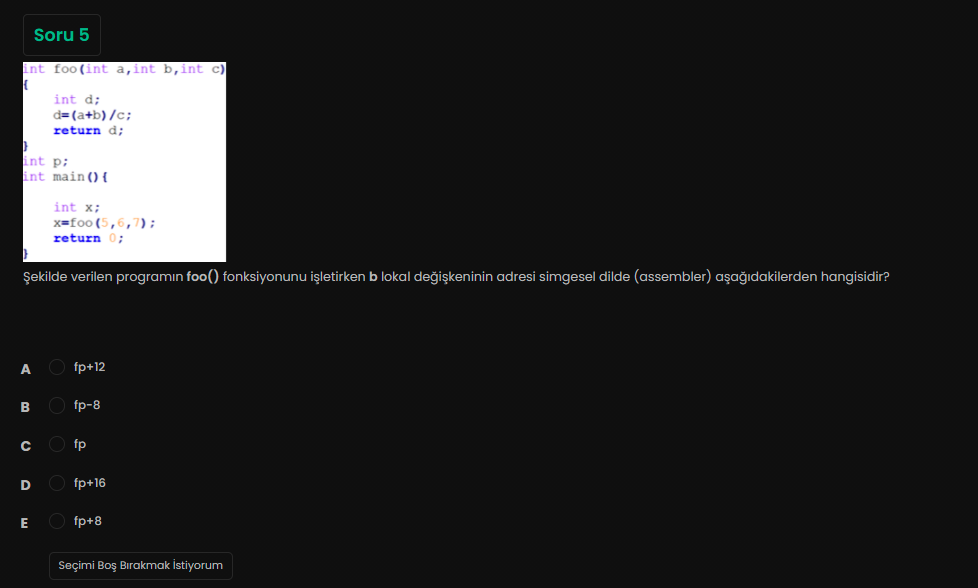 Soru 5
int foo(int a,int b,int c)
{
int d;
d=(a+b)/c;
return d;
}
int p;
int main(){
int x;
x=foo(5,6,7);
return 0;
}
Şekilde verilen programın foo() fonksiyonunu işletirken b lokal değişkeninin adresi simgesel dilde (assembler) aşağıdakilerden hangisidir?
A fp+12
B fp-8
C fp
D fp+16
E fp+8
Seçimi Boş Bırakmak İstiyorum